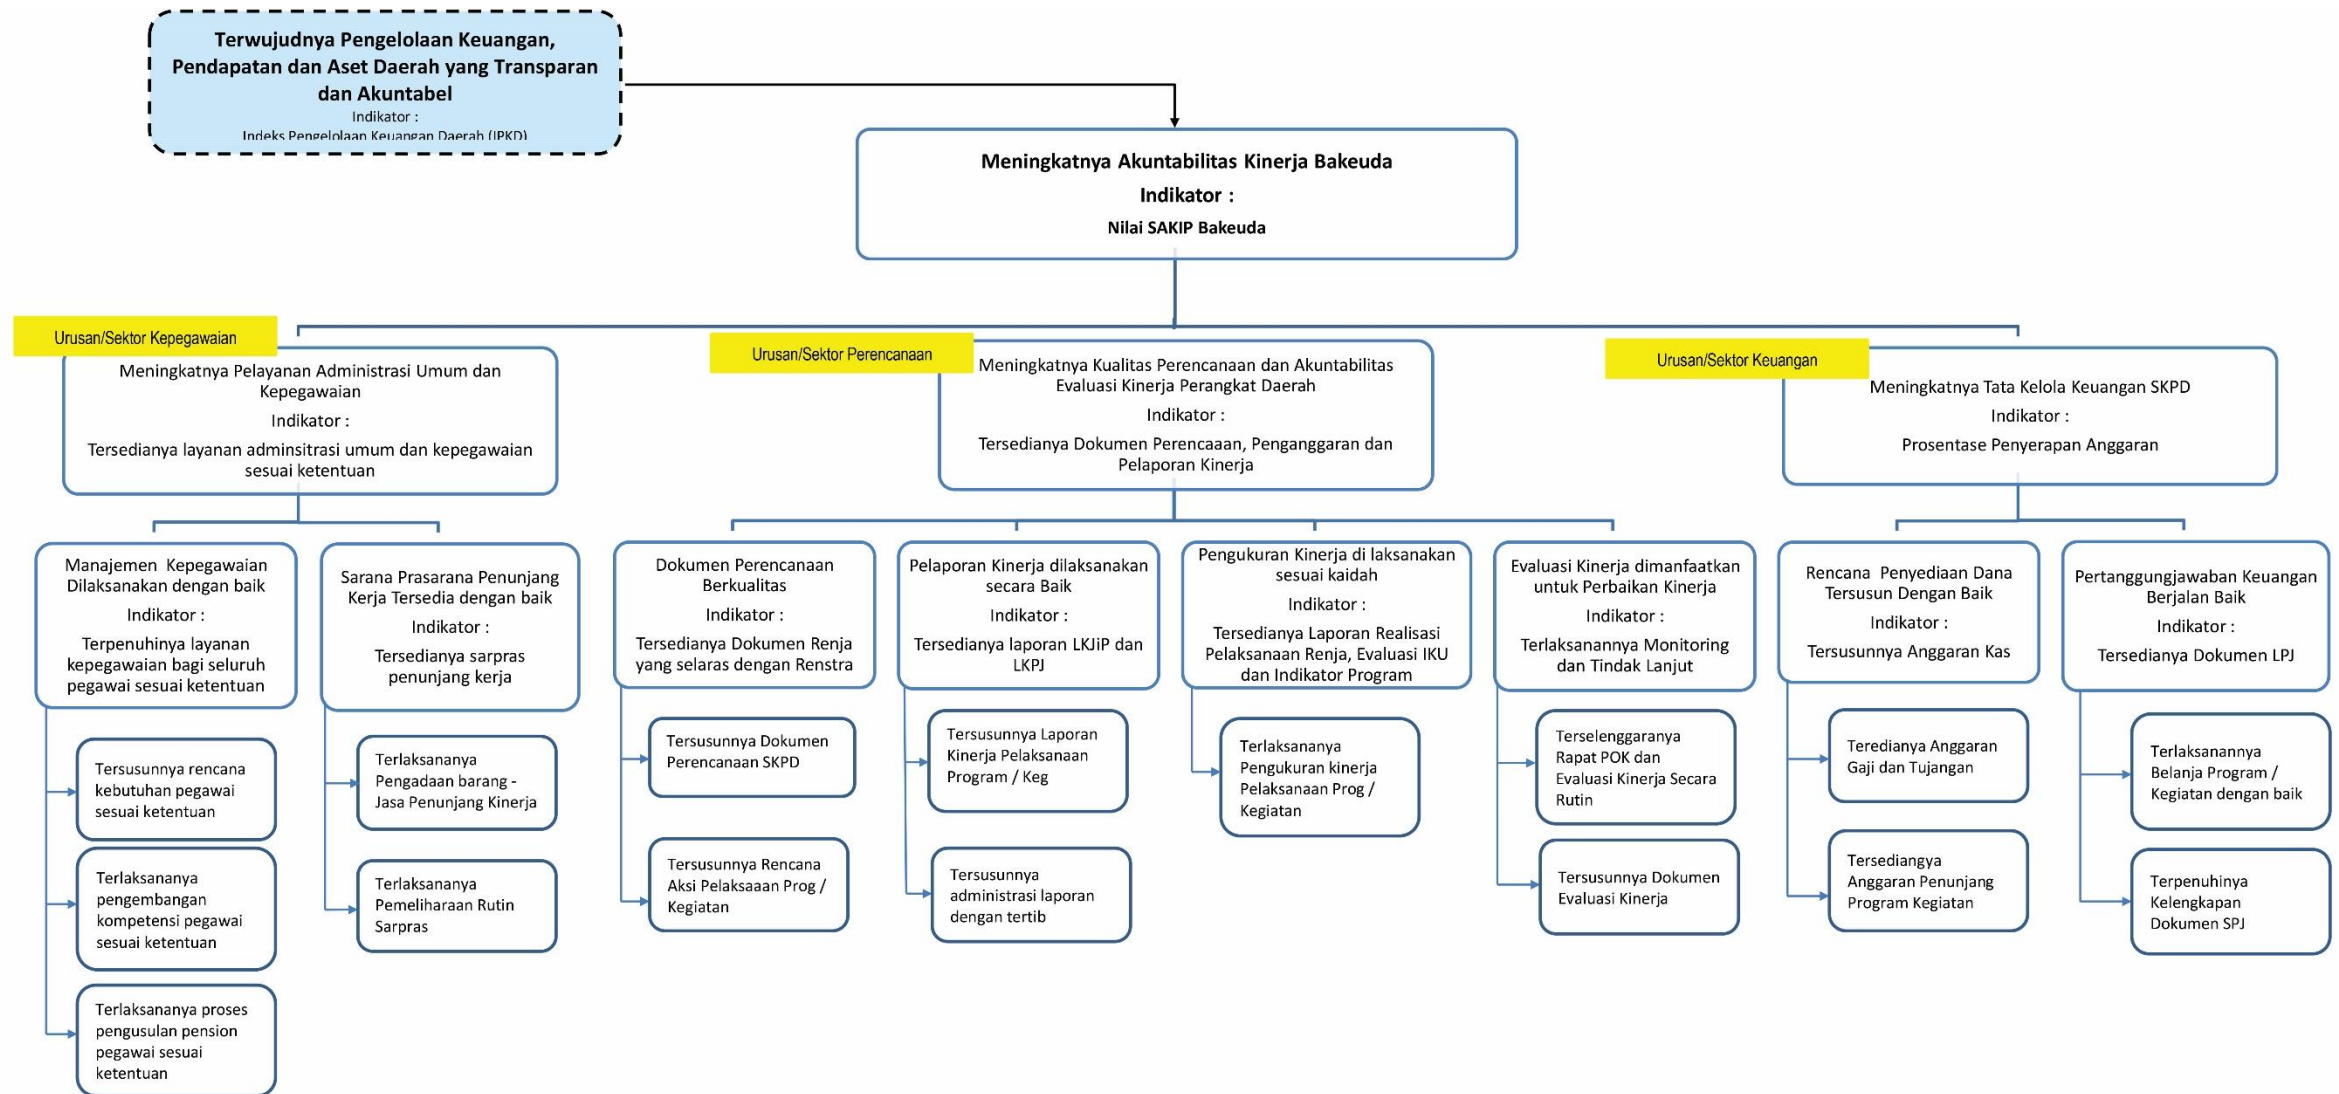 Terwujudnya Pengelolaan Keuangan,
Pendapatan dan Aset Daerah yang Transparan
dan Akuntabel
Indikator :
Indeks Pengelolaan Keuangan Daerah (IPKD)
Meningkatnya Akuntabilitas Kinerja Bakeuda
Indikator :
Nilai SAKIP Bakeuda
Urusan/Sektor Kepegawaian
Meningkatnya Pelayanan Administrasi Umum dan
Kepegawaian
Indikator :
Tersedianya layanan adminsitrasi umum dan kepegawaian
sesuai ketentuan
Urusan/Sektor Perencanaan
Meningkatnya Kualitas Perencanaan dan Akuntabilitas
Evaluasi Kinerja Perangkat Daerah
Indikator :
Tersedianya Dokumen Perencaaan, Penganggaran dan
Pelaporan Kinerja
Urusan/Sektor Keuangan
Meningkatnya Tata Kelola Keuangan SKPD
Indikator :
Prosentase Penyerapan Anggaran
Manajemen Kepegawaian
Dilaksanakan dengan baik
Indikator :
Terpenuhinya layanan
kepegawaian bagi seluruh
pegawai sesuai ketentuan
Sarana Prasarana Penunjang
Kerja Tersedia dengan baik
Indikator :
Tersedianya sarpras
penunjang kerja
Dokumen Perencanaan
Berkualitas
Indikator :
Tersedianya Dokumen Renja
yang selaras dengan Renstra
Pelaporan Kinerja dilaksanakan
secara Baik
Indikator :
Tersedianya laporan LKJiP dan
LKPJ
Pengukuran Kinerja di laksanakan
sesuai kaidah
Indikator :
Tersedianya Laporan Realisasi
Pelaksanaan Renja, Evaluasi IKU
dan Indikator Program
Evaluasi Kinerja dimanfaatkan
untuk Perbaikan Kinerja
Indikator :
Terlaksanannya Monitoring
dan Tindak Lanjut
Rencana Penyediaan Dana
Tersusun Dengan Baik
Indikator :
Tersusunnya Anggaran Kas
Pertanggungjawaban Keuangan
Berjalan Baik
Indikator :
Tersedianya Dokumen LPJ
Tersusunnya rencana
kebutuhan pegawai
sesuai ketentuan
Terlaksananya
pengembangan
kompetensi pegawai
sesuai ketentuan
Terlaksananya proses
pengusulan pension
pegawai sesuai
ketentuan
Terlaksananya
Pengadaan barang -
Jasa Penunjang Kinerja
Terlaksananya
Pemeliharaan Rutin
Sarpras
Tersusunnya Dokumen
Perencanaan SKPD
Tersusunnya Rencana
Aksi Pelaksaaan Prog /
Kegiatan
Tersusunnya Laporan
Kinerja Pelaksanaan
Program / Keg
Tersusunnya
administrasi laporan
dengan tertib
Terlaksananya
Pengukuran kinerja
Pelaksanaan Prog /
Kegiatan
Terselenggaranya
Rapat POK dan
Evaluasi Kinerja Secara
Rutin
Tersusunnya Dokumen
Evaluasi Kinerja
Teredianya Anggaran
Gaji dan Tujangan
Tersediangya
Anggaran Penunjang
Program Kegiatan
Terlaksanannya
Belanja Program /
Kegiatan dengan baik
Terpenuhinya
Kelengkapan
Dokumen SPJ